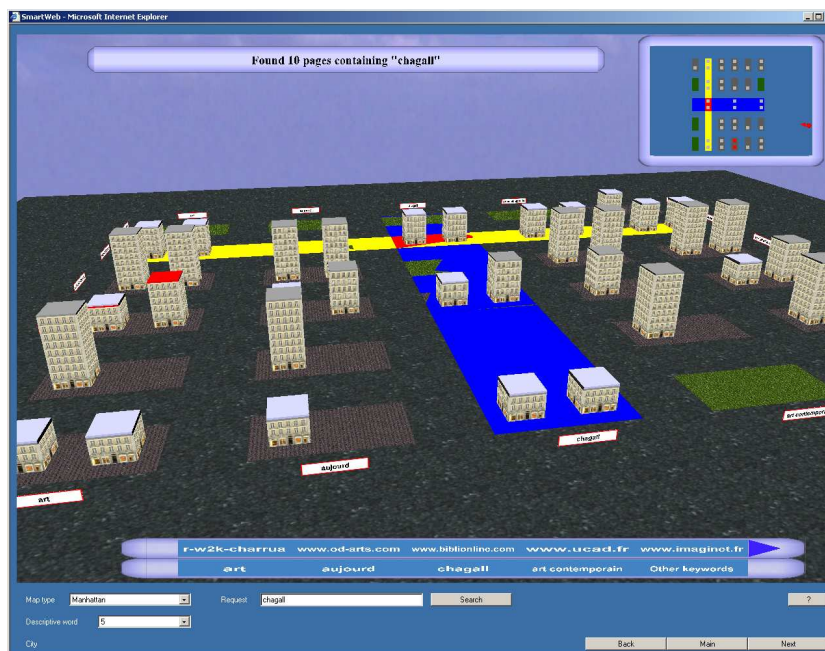 SmartWeb - Microsoft Internet Explorer
Found 10 pages containing "chagall"
art contemporain
chagall
aujourd
art
r-w2k-charrua www.od-arts.com www.biblionline.com www.ucad.fr www.imaginet.fr
art aujourd chagall art contemporain Other keywords
Map type Manhattan Request chagall Search ?
Descriptive word 5
City Back Main Next